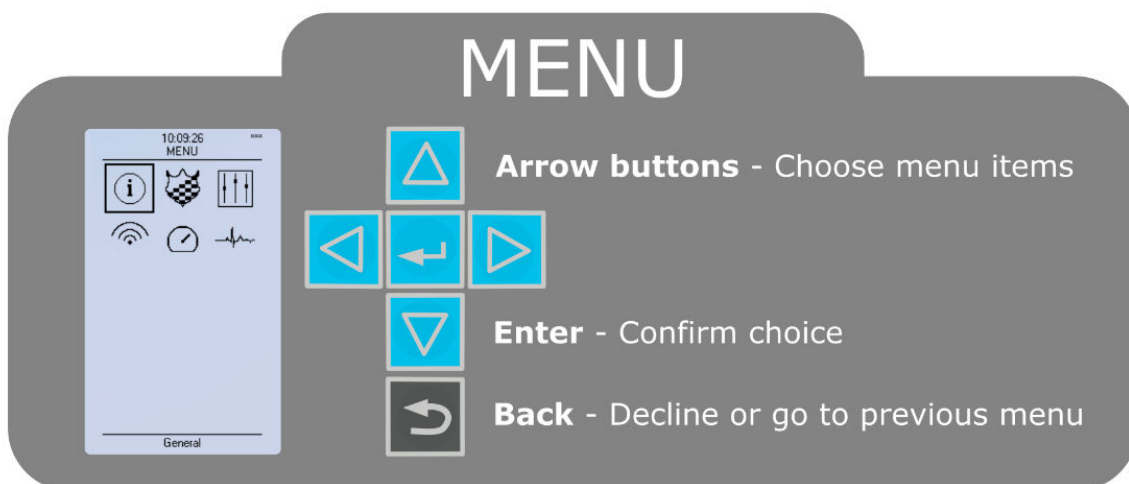 MENU
10:09:26
MENU
General
Arrow buttons - Choose menu items
Enter - Confirm choice
Back - Decline or go to previous menu